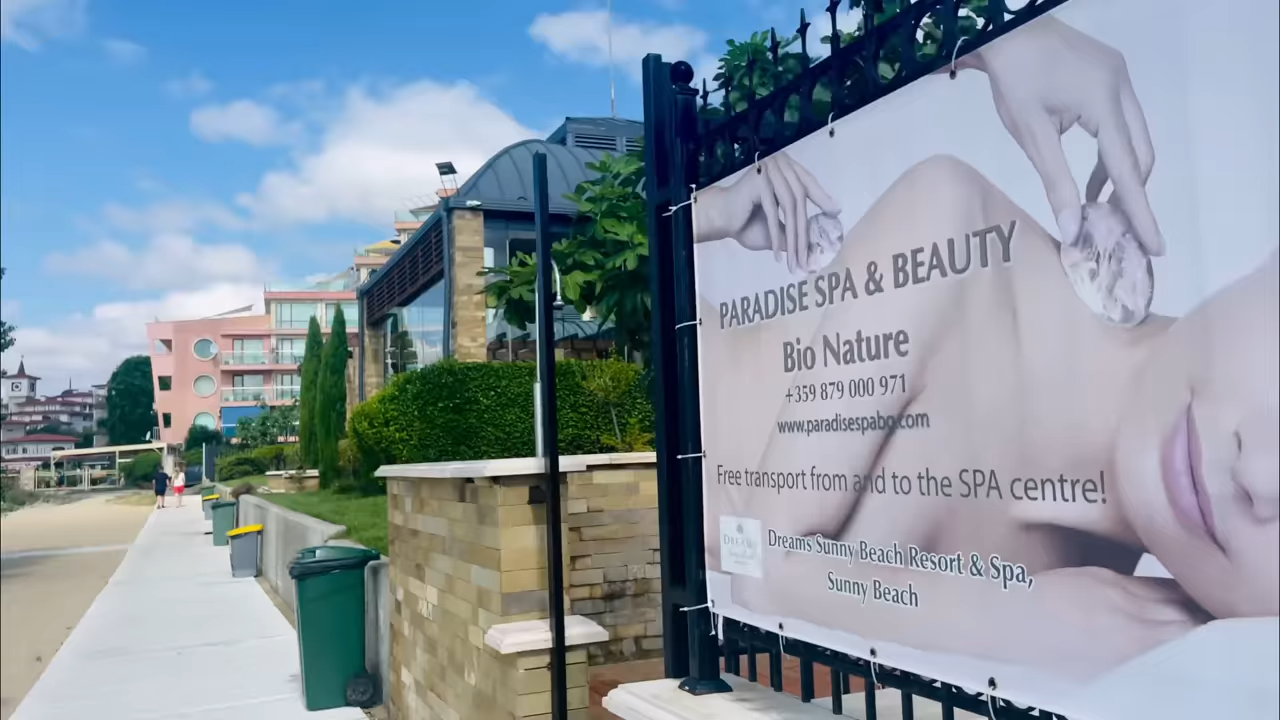 PARADISE SPA & BEAUTY
Bio Nature
+359 879 000 971
www.paradisespabg.com
Free transport from and to the SPA centre!
DREAMS
Dreams Sunny Beach Resort & Spa,
Sunny Beach